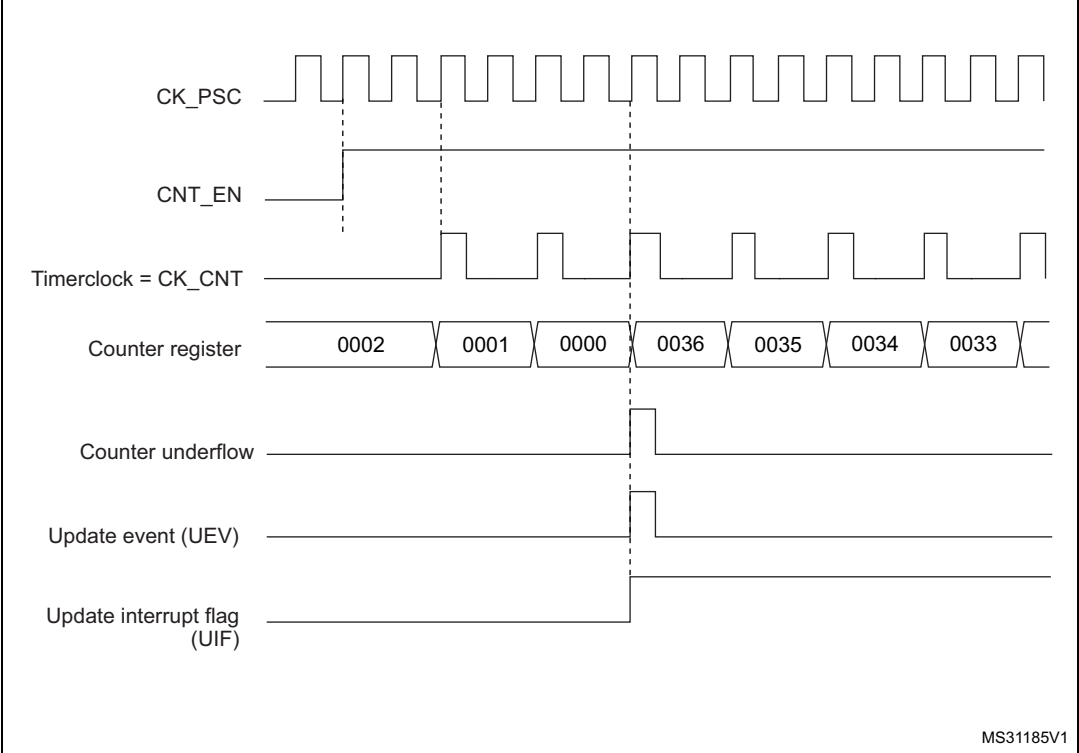 CK_PSC
CNT_EN
Timerclock = CK_CNT
Counter register
0002
0001
0000
0036
0035
0034
0033
Counter underflow
Update event (UEV)
Update interrupt flag
(UIF)
MS31185V1